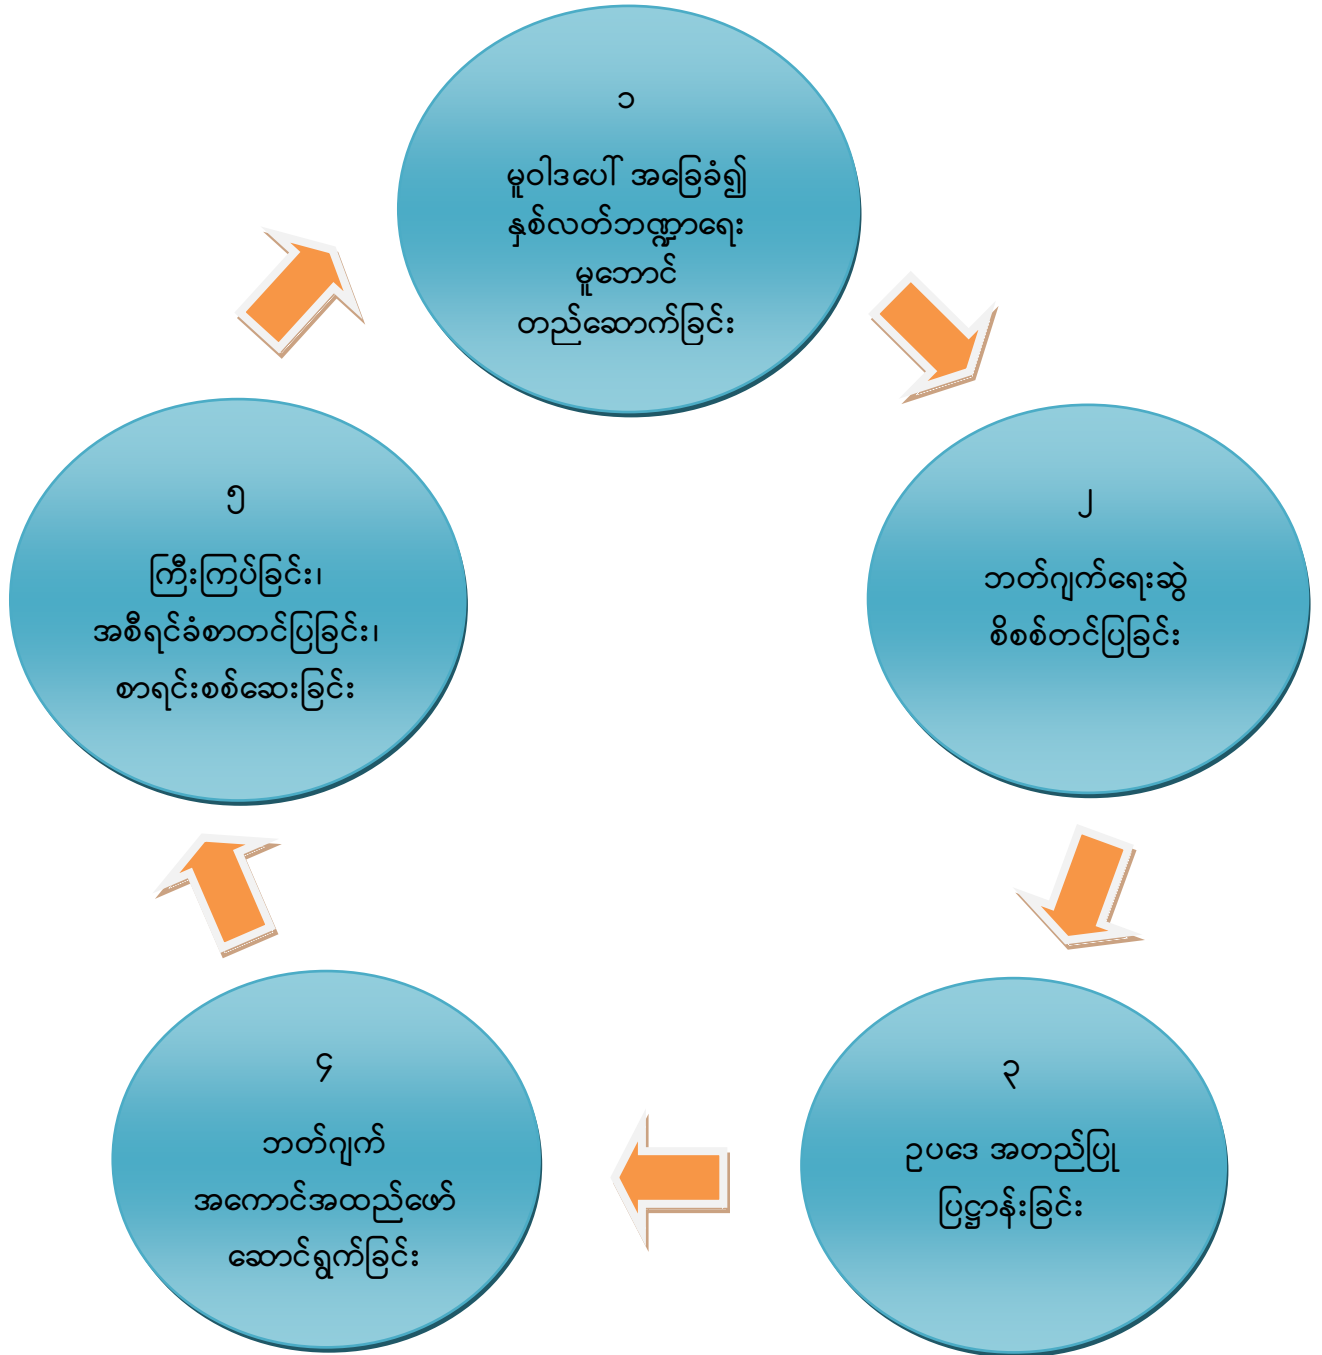 ၁
မူဝါဒပေါ် အခြေခံ၍
နှစ်လတ်ဘဏ္ဍာရေး
မူဘောင်
တည်ဆောက်ခြင်း
၂
ဘတ်ဂျက်ရေးဆွဲ
စိစစ်တင်ပြခြင်း
၃
ဥပဒေ အတည်ပြု
ပြဋ္ဌာန်းခြင်း
၄
ဘတ်ဂျက်
အကောင်အထည်ဖော်
ဆောင်ရွက်ခြင်း
၅
ကြီးကြပ်ခြင်း၊
အစီရင်ခံစာတင်ပြခြင်း၊
စာရင်းစစ်ဆေးခြင်း